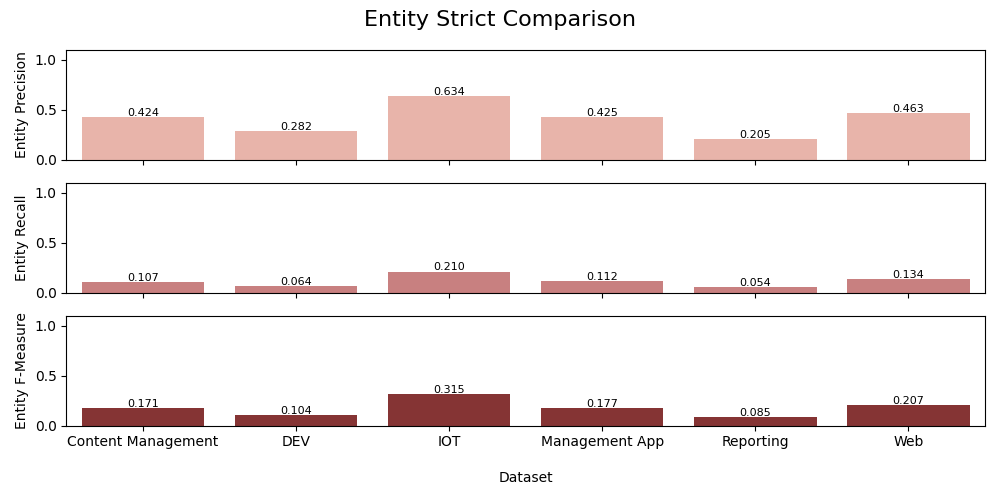 Entity Strict Comparison
Entity Precision
1.0
0.5
0.0
0.424
0.282
0.634
0.425
0.205
0.463
Entity Recall
1.0
0.5
0.0
0.107
0.064
0.210
0.112
0.054
0.134
Entity F-Measure
1.0
0.5
0.0
0.171
0.104
0.315
0.177
0.085
0.207
Content Management
DEV
IOT
Management App
Reporting
Web
Dataset